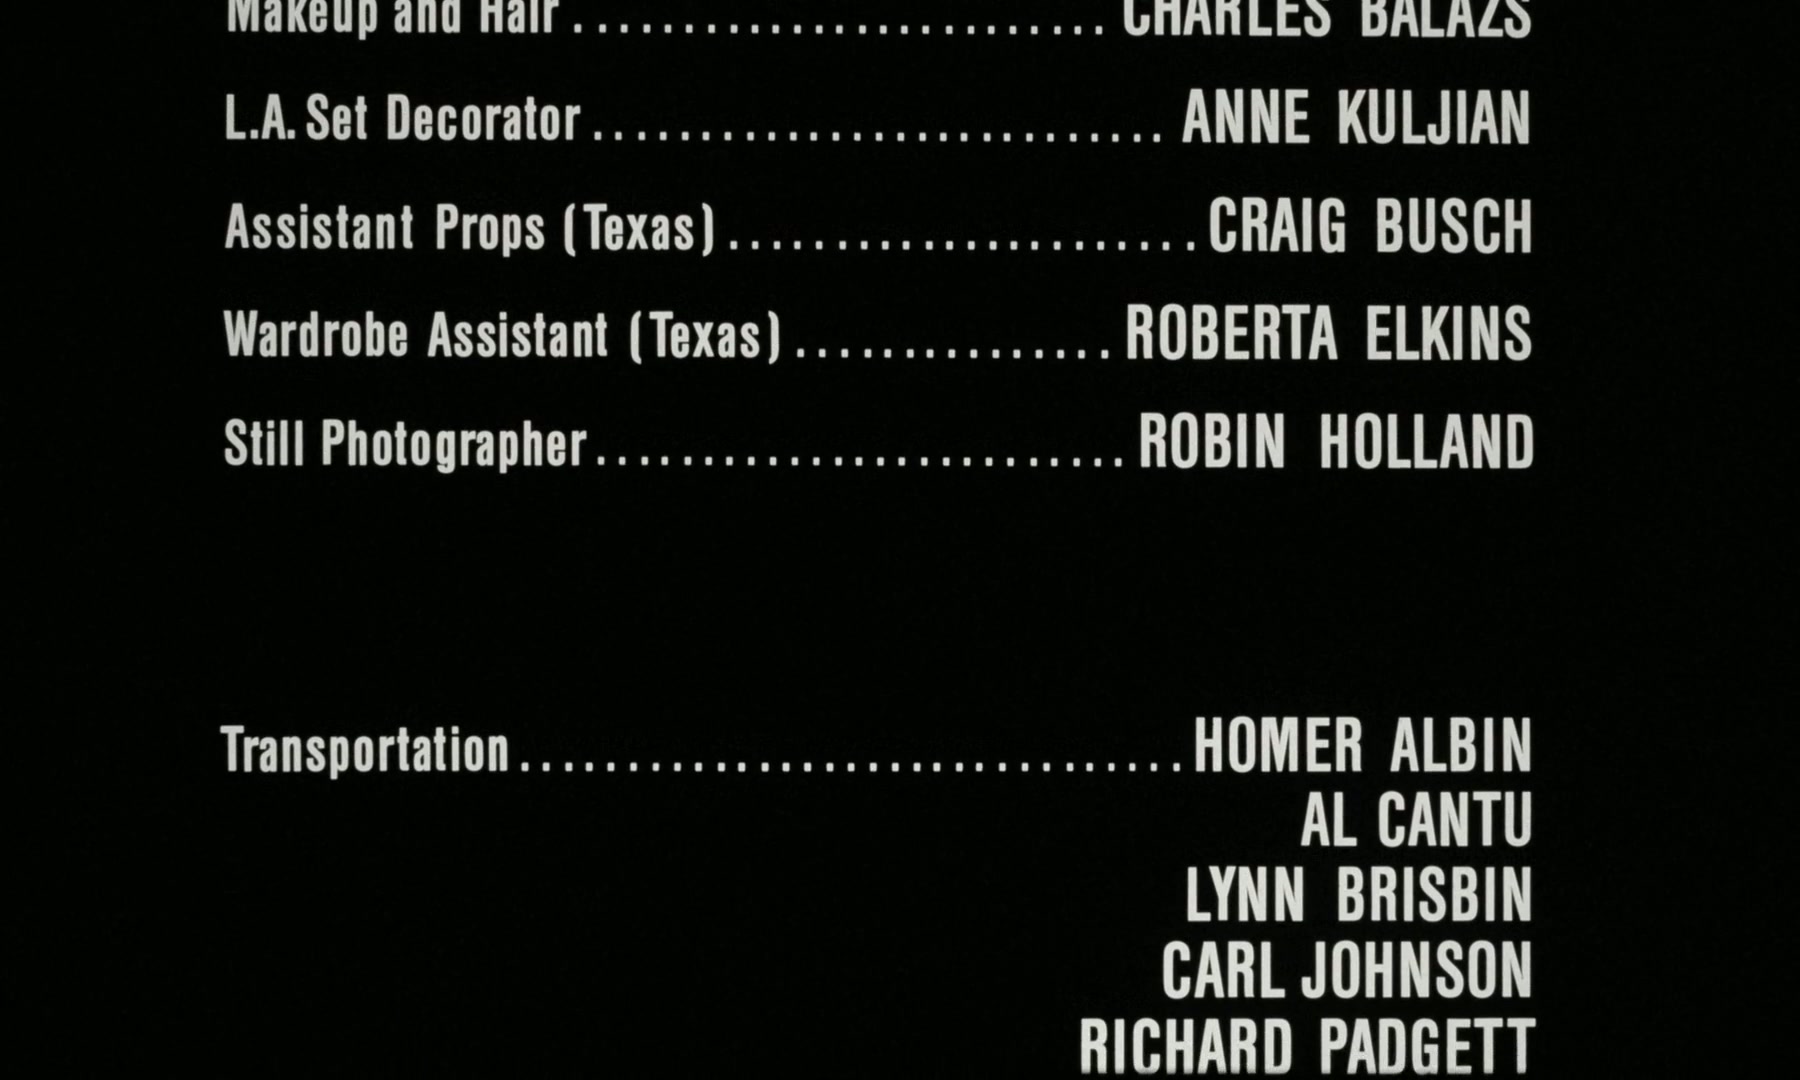 Makeup and Hair ......................... CHARLES BALAZS
L.A. Set Decorator ........................... ANNE KULJIAN
Assistant Props (Texas) ...................... CRAIG BUSCH
Wardrobe Assistant (Texas) ............... ROBERTA ELKINS
Still Photographer ......................... ROBIN HOLLAND
Transportation ............................... HOMER ALBIN
AL CANTU
LYNN BRISBIN
CARL JOHNSON
RICHARD PADGETT